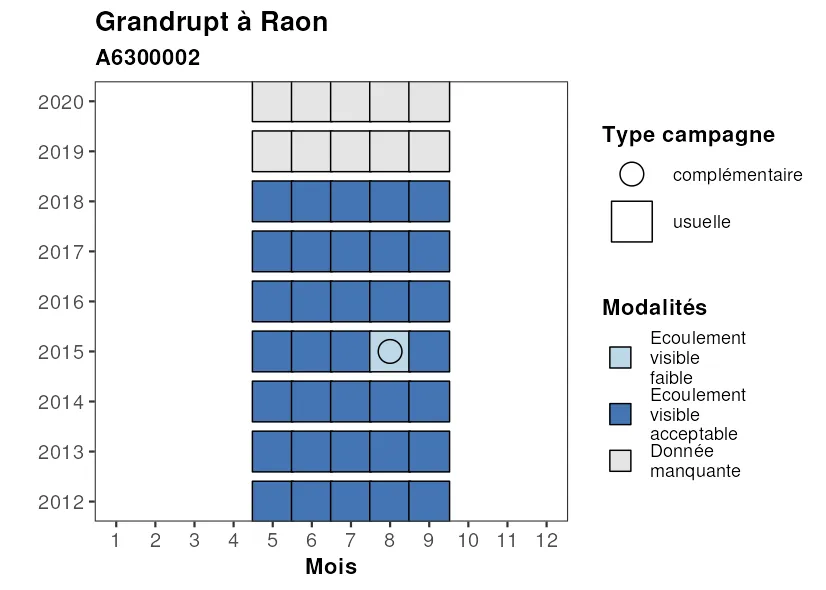 Grandrupt à Raon
A6300002
2020
2019
2018
2017
2016
2015
2014
2013
2012
1 2 3 4 5 6 7 8 9 10 11 12
Mois
Type campagne
complémentaire
usuelle
Modalités
Ecoulement
visible
faible
Ecoulement
visible
acceptable
Donnée
manquante